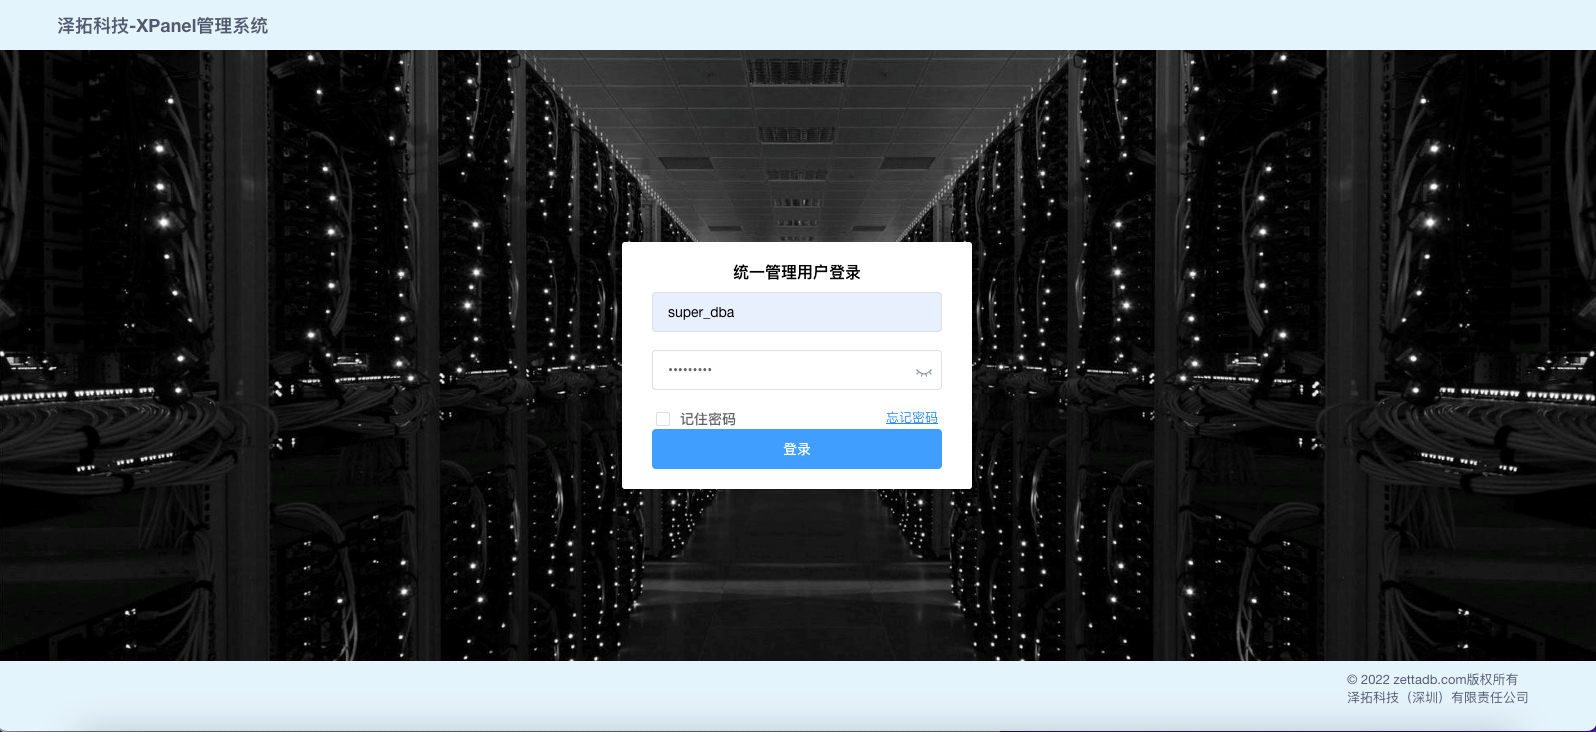 泽拓科技-XPanel管理系统
统一管理用户登录
super_dba
•••••••••
记住密码
忘记密码
登录
© 2022 zettadb.com版权所有
泽拓科技（深圳）有限责任公司